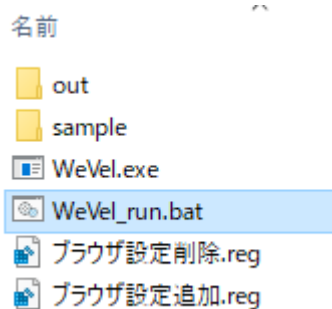 名前
out
sample
WeVel.exe
WeVel_run.bat
ブラウザ設定削除.reg
ブラウザ設定追加.reg